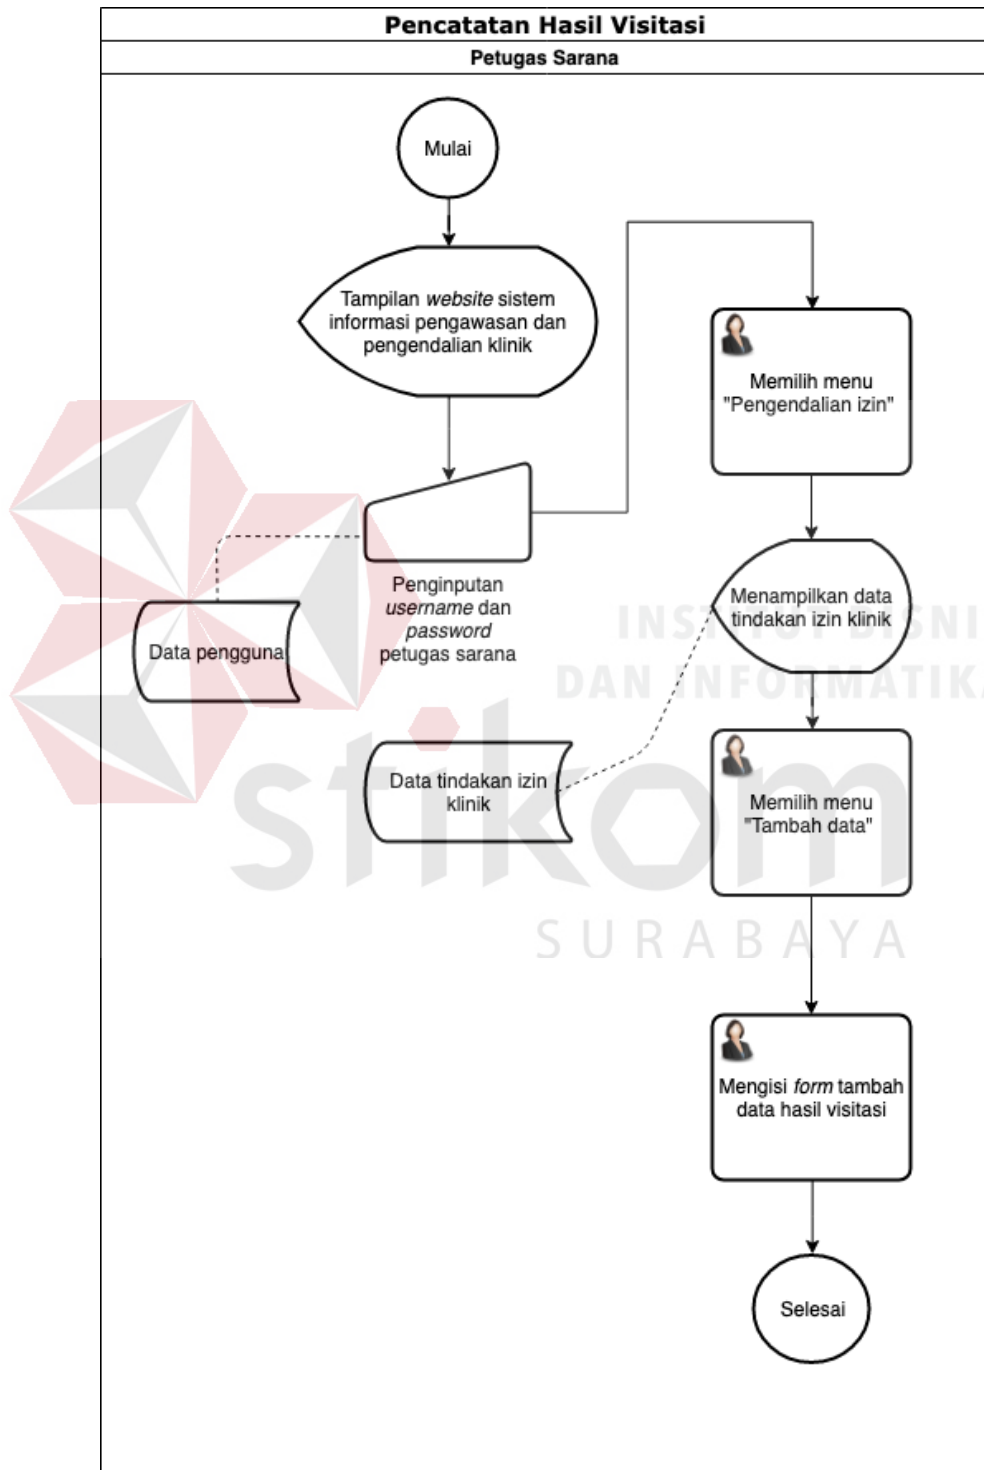 Pencatatan Hasil Visitasi
Petugas Sarana
Mulai
Tampilan website sistem
informasi pengawasan dan
pengendalian klinik
Penginputan
username dan
password
petugas sarana
Data pengguna
Memilih menu
"Pengendalian izin"
Menampilkan data
tindakan izin klinik
Data tindakan izin
klinik
Memilih menu
"Tambah data"
Mengisi form tambah
data hasil visitasi
Selesai
INSTITUT BISNI
DAN INFORMATIKA
stikom
SURABAYA